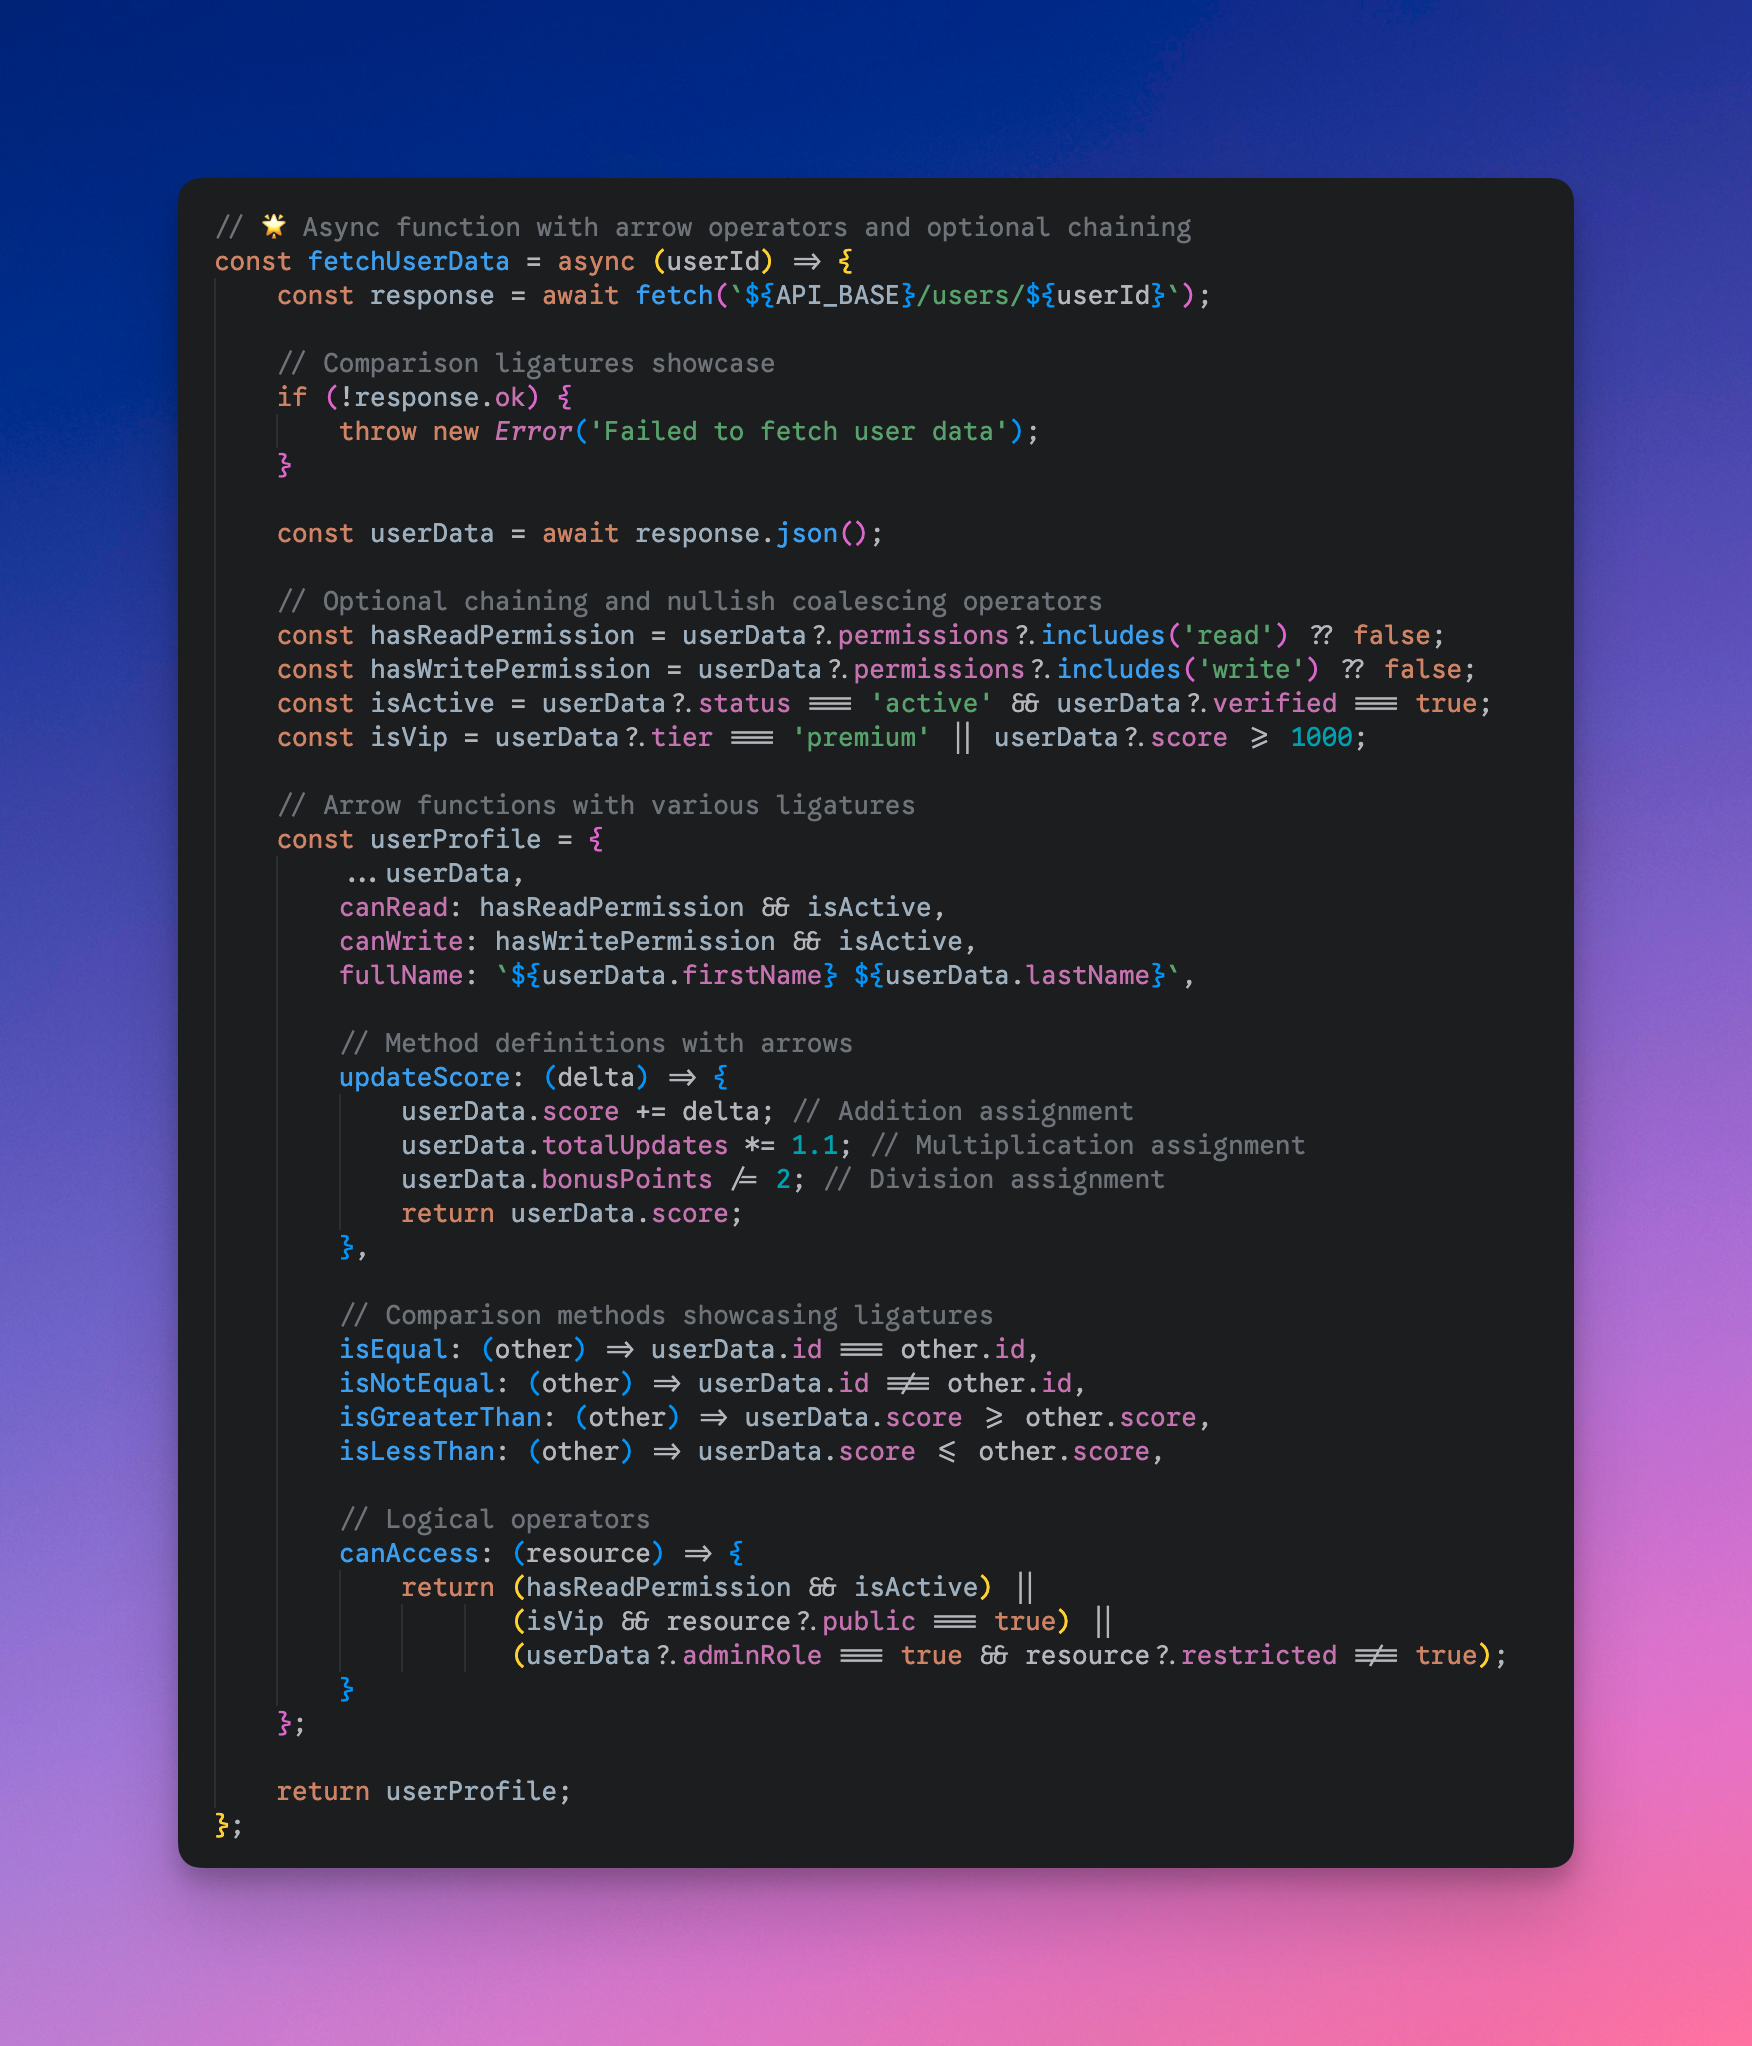 // 🌟 Async function with arrow operators and optional chaining
const fetchUserData = async (userId) => {
    const response = await fetch(`${API_BASE}/users/${userId}`);

    // Comparison ligatures showcase
    if (!response.ok) {
        throw new Error('Failed to fetch user data');
    }

    const userData = await response.json();

    // Optional chaining and nullish coalescing operators
    const hasReadPermission = userData?.permissions?.includes('read') ?? false;
    const hasWritePermission = userData?.permissions?.includes('write') ?? false;
    const isActive = userData?.status === 'active' && userData?.verified === true;
    const isVip = userData?.tier === 'premium' || userData?.score >= 1000;

    // Arrow functions with various ligatures
    const userProfile = {
        ...userData,
        canRead: hasReadPermission && isActive,
        canWrite: hasWritePermission && isActive,
        fullName: `${userData.firstName} ${userData.lastName}`,

        // Method definitions with arrows
        updateScore: (delta) => {
            userData.score += delta; // Addition assignment
            userData.totalUpdates *= 1.1; // Multiplication assignment
            userData.bonusPoints /= 2; // Division assignment
            return userData.score;
        },

        // Comparison methods showcasing ligatures
        isEqual: (other) => userData.id === other.id,
        isNotEqual: (other) => userData.id !== other.id,
        isGreaterThan: (other) => userData.score >= other.score,
        isLessThan: (other) => userData.score <= other.score,

        // Logical operators
        canAccess: (resource) => {
            return (hasReadPermission && isActive) ||
                   (isVip && resource?.public === true) ||
                   (userData?.adminRole === true && resource?.restricted !== true);
        }
    };

    return userProfile;
};